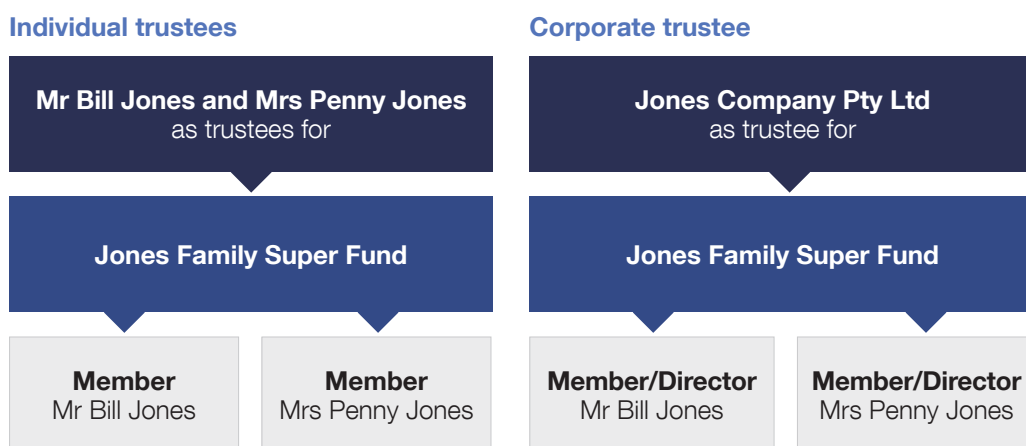 Individual trustees
Mr Bill Jones and Mrs Penny Jones
as trustees for
Jones Family Super Fund
Member
Mr Bill Jones
Member
Mrs Penny Jones
Corporate trustee
Jones Company Pty Ltd
as trustee for
Jones Family Super Fund
Member/Director
Mr Bill Jones
Member/Director
Mrs Penny Jones